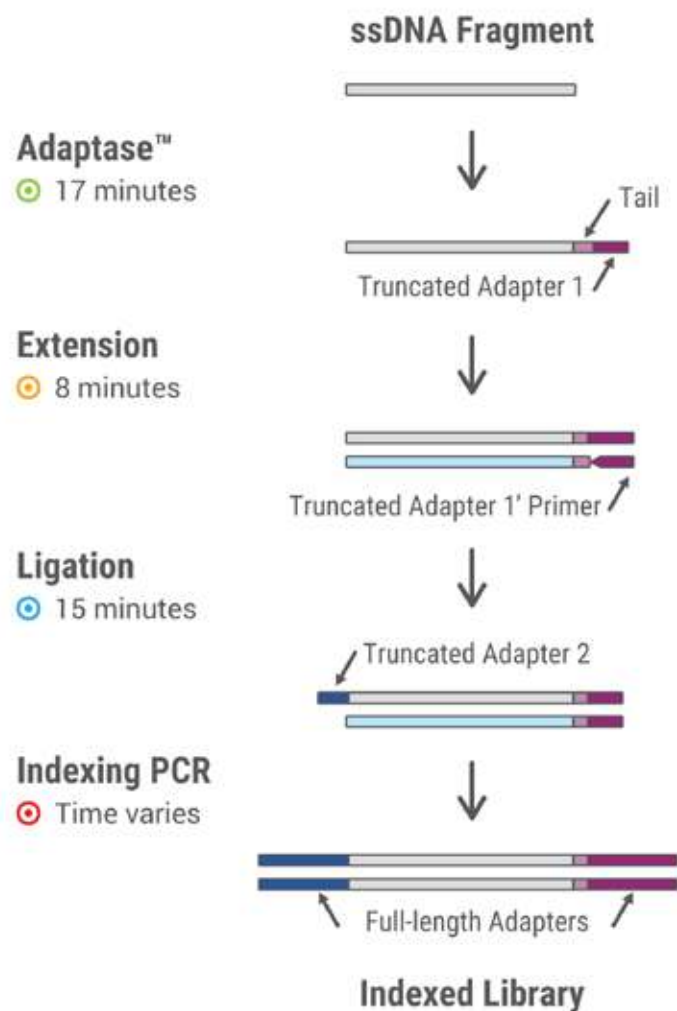 ssDNA Fragment
Adaptase™
17 minutes
Tail
Truncated Adapter 1
Extension
8 minutes
Truncated Adapter 1' Primer
Ligation
15 minutes
Truncated Adapter 2
Indexing PCR
Time varies
Full-length Adapters
Indexed Library